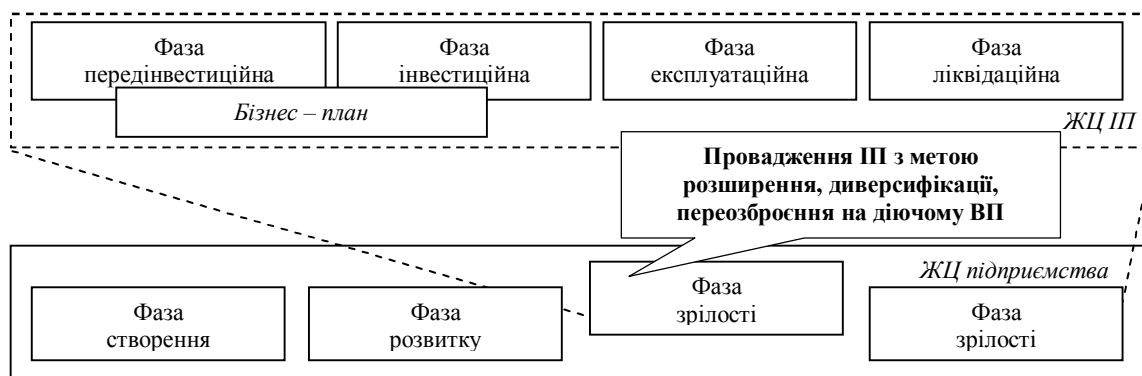 Фаза
передінвестиційна
Фаза
інвестиційна
Фаза
експлуатаційна
Фаза
ліквідаційна
Бізнес – план
ЖЦ ІП
Провадження ІП з метою
розширення, диверсифікації,
переозброєння на діючому ВП
ЖЦ підприємства
Фаза
створення
Фаза
розвитку
Фаза
зрілості
Фаза
зрілості